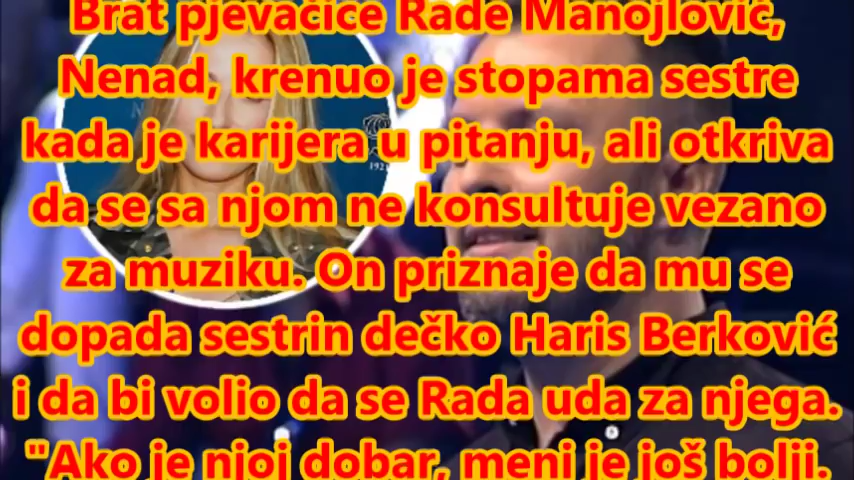 Brat pjevačice Rade Manojlović,
Nenad, krenuo je stopama sestre
kada je karijera u pitanju, ali otkriva
da se sa njom ne konsultuje vezano
za muziku. On priznaje da mu se
dopada sestrin dečko Haris Berković
i da bi volio da se Rada uda za njega.
"Ako je njoj dobar, meni je još bolji.